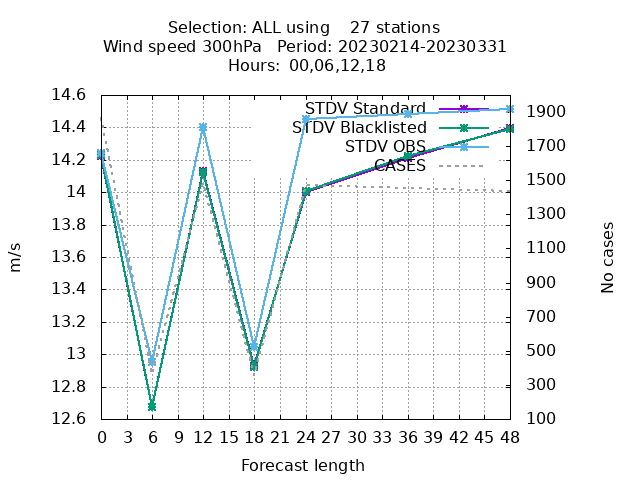 Selection: ALL using    27 stations
Wind speed 300hPa   Period: 20230214-20230331
Hours:  00,06,12,18
STDV Standard
STDV Blacklisted
STDV OBS
CASES
14.6
14.4
14.2
14
13.8
13.6
13.4
13.2
13
12.8
12.6
m/s
1900
1700
1500
1300
1100
900
700
500
300
100
No cases
0 3 6 9 12 15 18 21 24 27 30 33 36 39 42 45 48
Forecast length